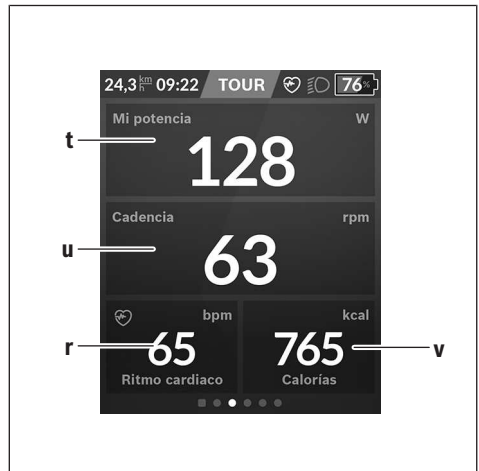 24,3 km/h 09:22 TOUR 76%
Mi potencia W
t
128
Cadencia rpm
u
63
bpm kcal
r 65 765 v
Ritmo cardiaco Calorías